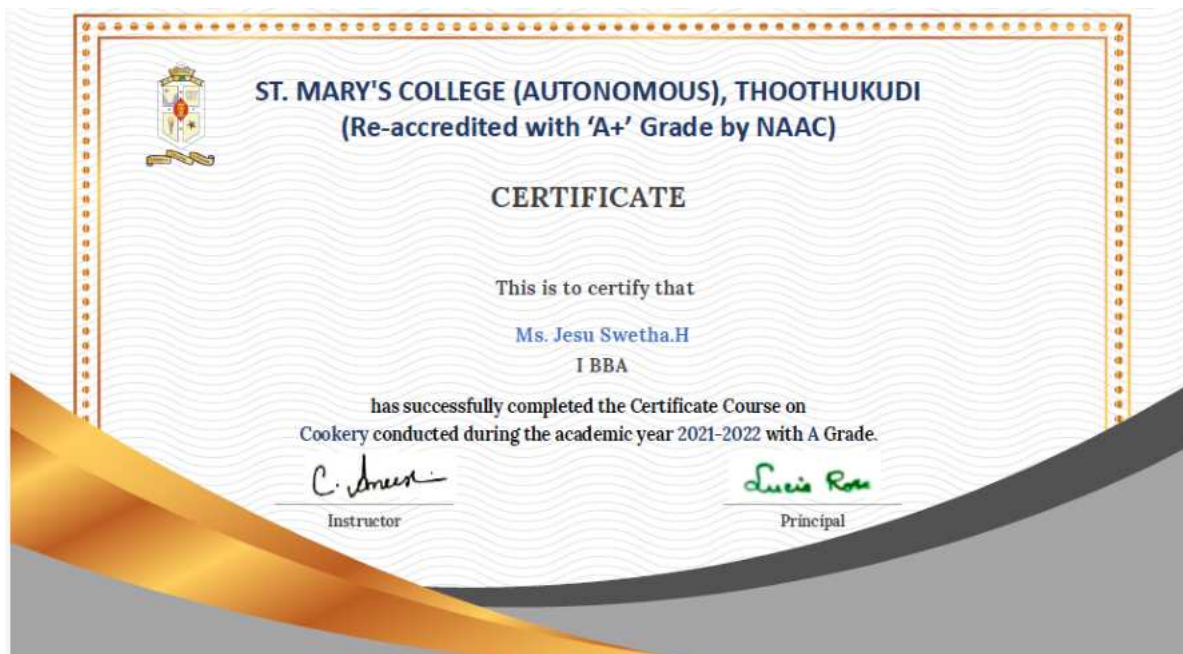 ST. MARY'S COLLEGE (AUTONOMOUS), THOOTHUKUDI
(Re-accredited with ‘A+’ Grade by NAAC)
CERTIFICATE
This is to certify that
Ms. Jesu Swetha.H
I BBA
has successfully completed the Certificate Course on
Cookery conducted during the academic year 2021-2022 with A Grade.
Lucia Rose
Instructor
Principal